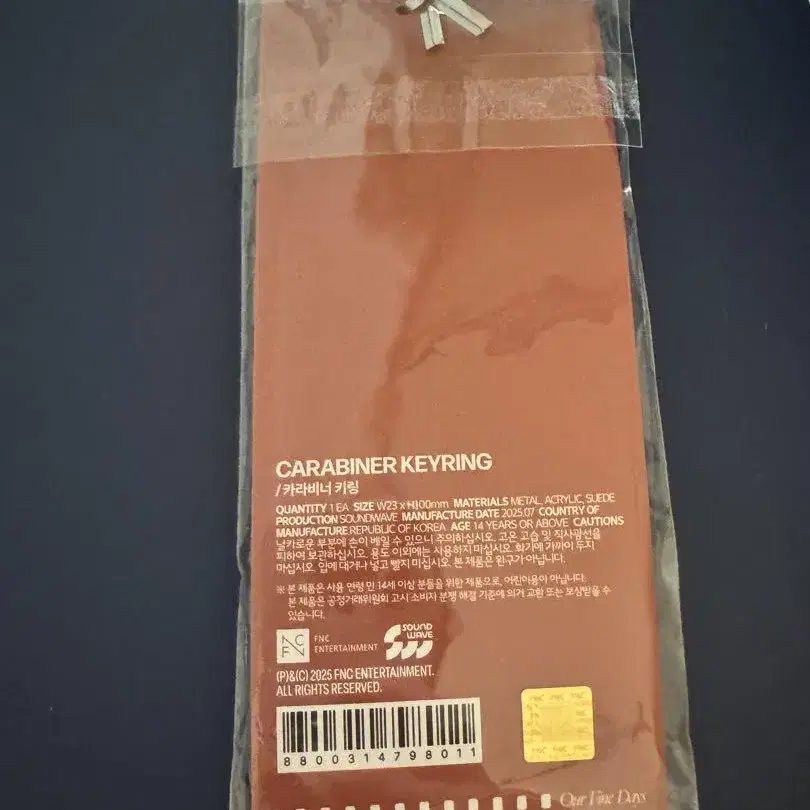 CARABINER KEYRING
/ 카라비너 키링
QUANTITY 1 EA SIZE W23 x H100mm MATERIALS METAL, ACRYLIC, SUEDE
PRODUCTION SOUNDWAVE MANUFACTURE DATE 2025.07 COUNTRY OF
MANUFACTURE REPUBLIC OF KOREA AGE 14 YEARS OR ABOVE CAUTIONS
날카로운 부분에 손이 베일 수 있으니 주의하십시오. 고온 고습 및 직사광선을
피하여 보관하십시오. 용도 이외에는 사용하지 마십시오. 화기에 가까이 두지
마십시오. 입에 대거나 넣고 빨지 마십시오. 본 제품은 완구가 아닙니다.
※ 본 제품은 사용 연령 만 14세 이상 분들을 위한 제품으로, 어린이용이 아닙니다.
본 제품은 공정거래위원회 고시 소비자 분쟁 해결 기준에 의거 교환 또는 보상받을 수
있습니다.
FNC
ENTERTAINMENT
SOUND
WAVE
(P)&(C) 2025 FNC ENTERTAINMENT.
ALL RIGHTS RESERVED.
8800314798011
FNC FNC FNC
FNC FNC FNC
Our Fine Days